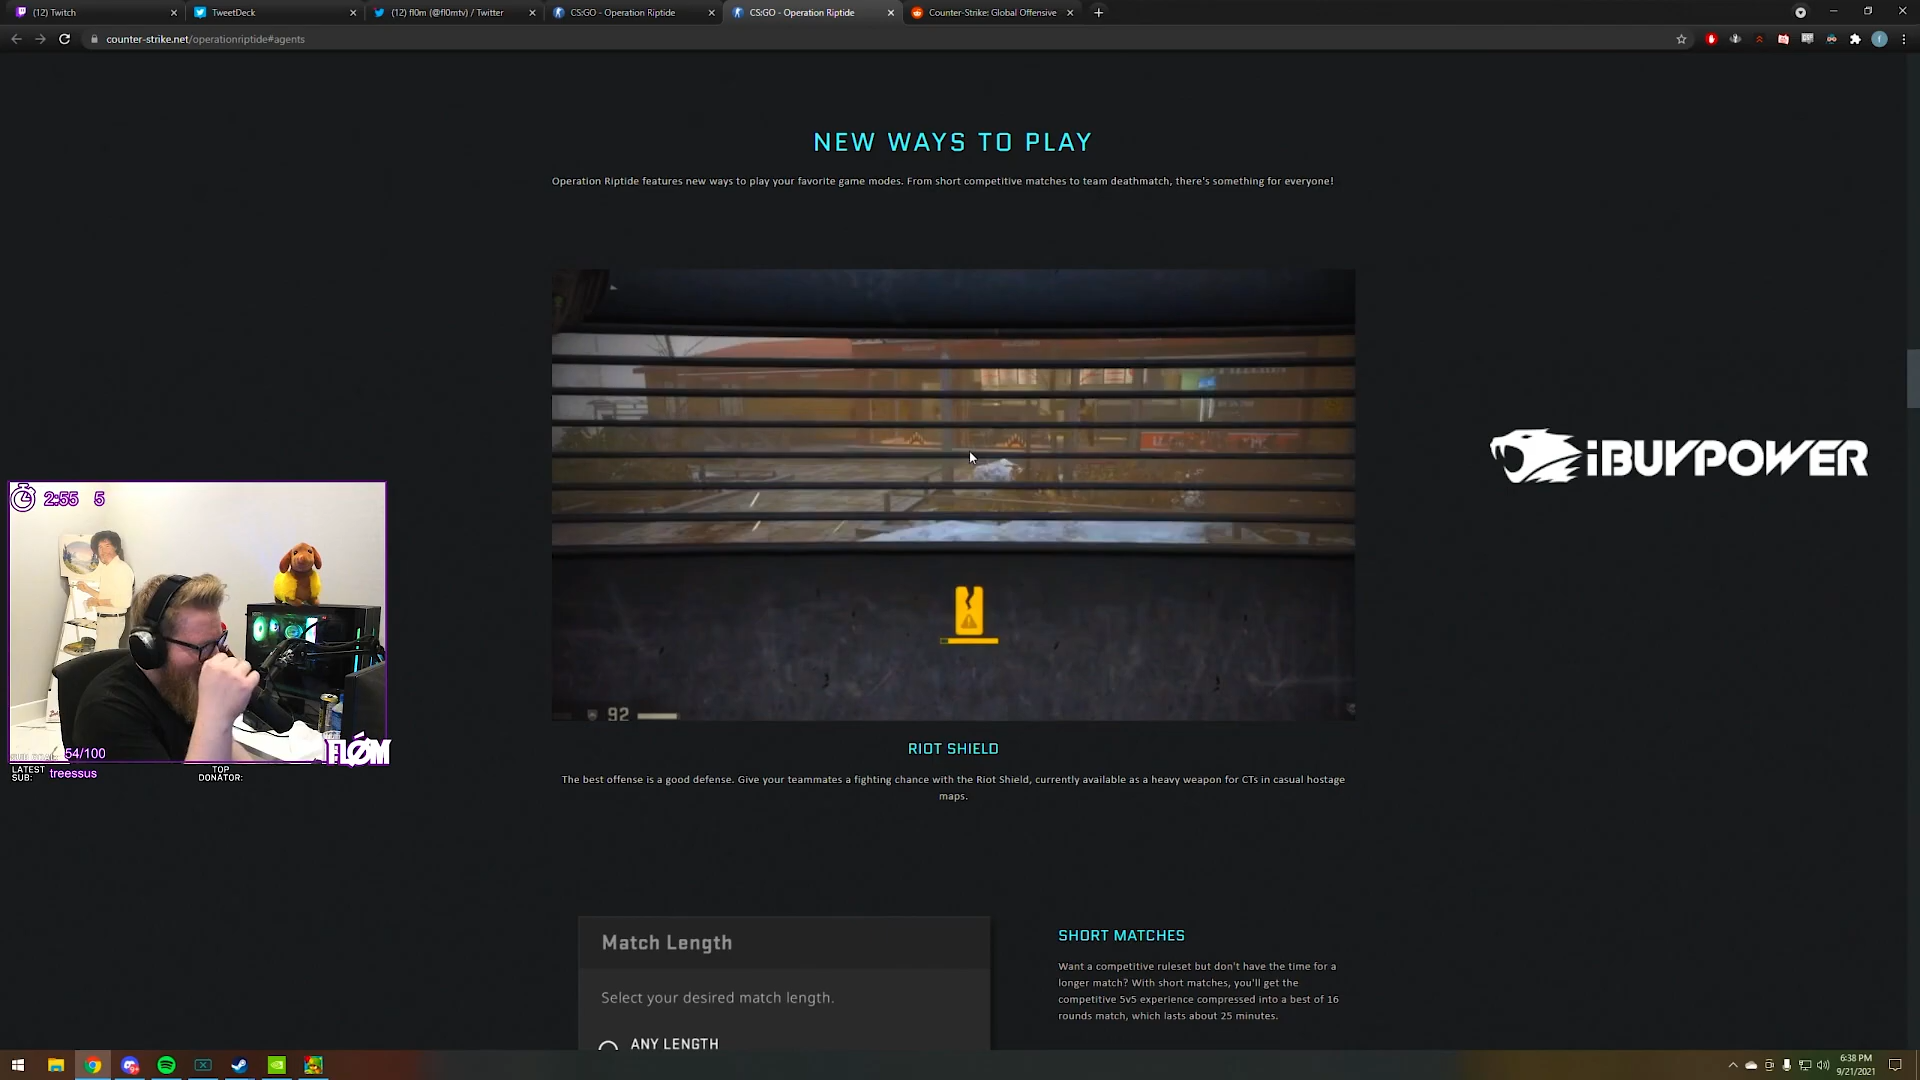 (12) Twitch
TweetDeck
(12) fl0m (@fl0mtv) / Twitter
CS:GO - Operation Riptide
CS:GO - Operation Riptide
Counter-Strike: Global Offensive
counter-strike.net/operationriptide#agents
NEW WAYS TO PLAY
Operation Riptide features new ways to play your favorite game modes. From short competitive matches to team deathmatch, there's something for everyone!
iBUYPOWER
2:55 5
92
54/100
FLØM
LATEST SUB: treessus
TOP DONATOR:
RIOT SHIELD
The best offense is a good defense. Give your teammates a fighting chance with the Riot Shield, currently available as a heavy weapon for CTs in casual hostage
maps.
Match Length
Select your desired match length.
ANY LENGTH
SHORT MATCHES
Want a competitive ruleset but don't have the time for a
longer match? With short matches, you'll get the
competitive 5v5 experience compressed into a best of 16
rounds match, which lasts about 25 minutes.
6:38 PM
9/21/2021